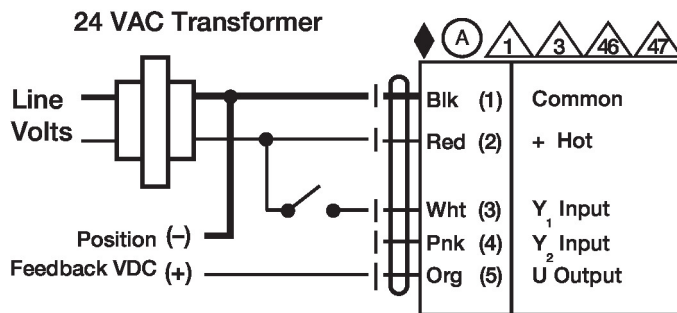 24 VAC Transformer
A 1 3 46 47
Line
Volts
Blk (1) Common
Red (2) + Hot
Wht (3) Y1 Input
Pnk (4) Y2 Input
Org (5) U Output
Position (–)
Feedback VDC (+)